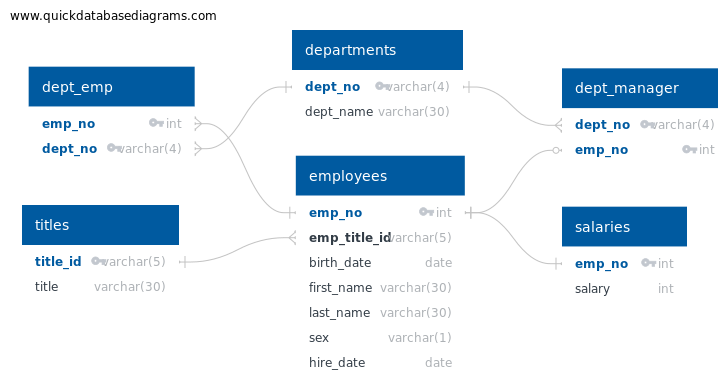 www.quickdatabasediagrams.com
departments
dept_no varchar(4)
dept_name varchar(30)
dept_emp
emp_no int
dept_no varchar(4)
dept_manager
dept_no varchar(4)
emp_no int
employees
emp_no int
emp_title_id varchar(5)
birth_date date
first_name varchar(30)
last_name varchar(30)
sex varchar(1)
hire_date date
titles
title_id varchar(5)
title varchar(30)
salaries
emp_no int
salary int